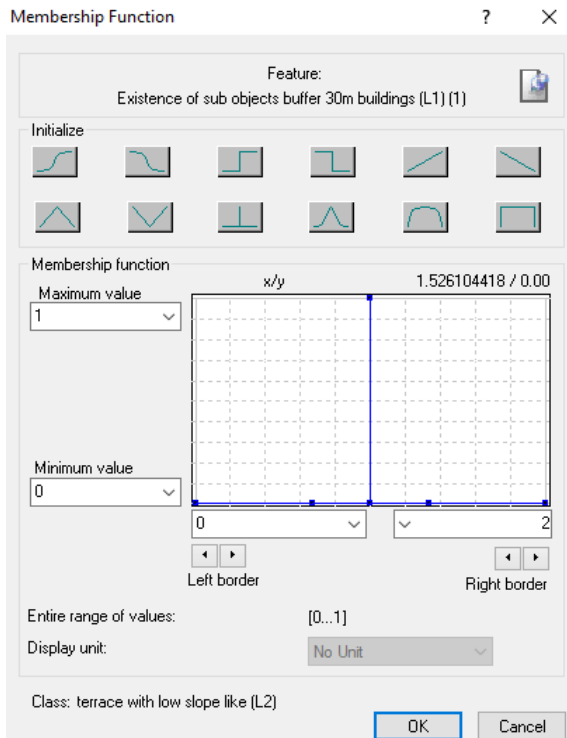 Membership Function ? ×
Feature:
Existence of sub objects buffer 30m buildings (L1) (1)
Initialize
Membership function
Maximum value
x/y 1.526104418 / 0.00
1
Minimum value
0
0 2
Left border Right border
Entire range of values: [0...1]
Display unit: No Unit
Class: terrace with low slope like (L2)
OK Cancel